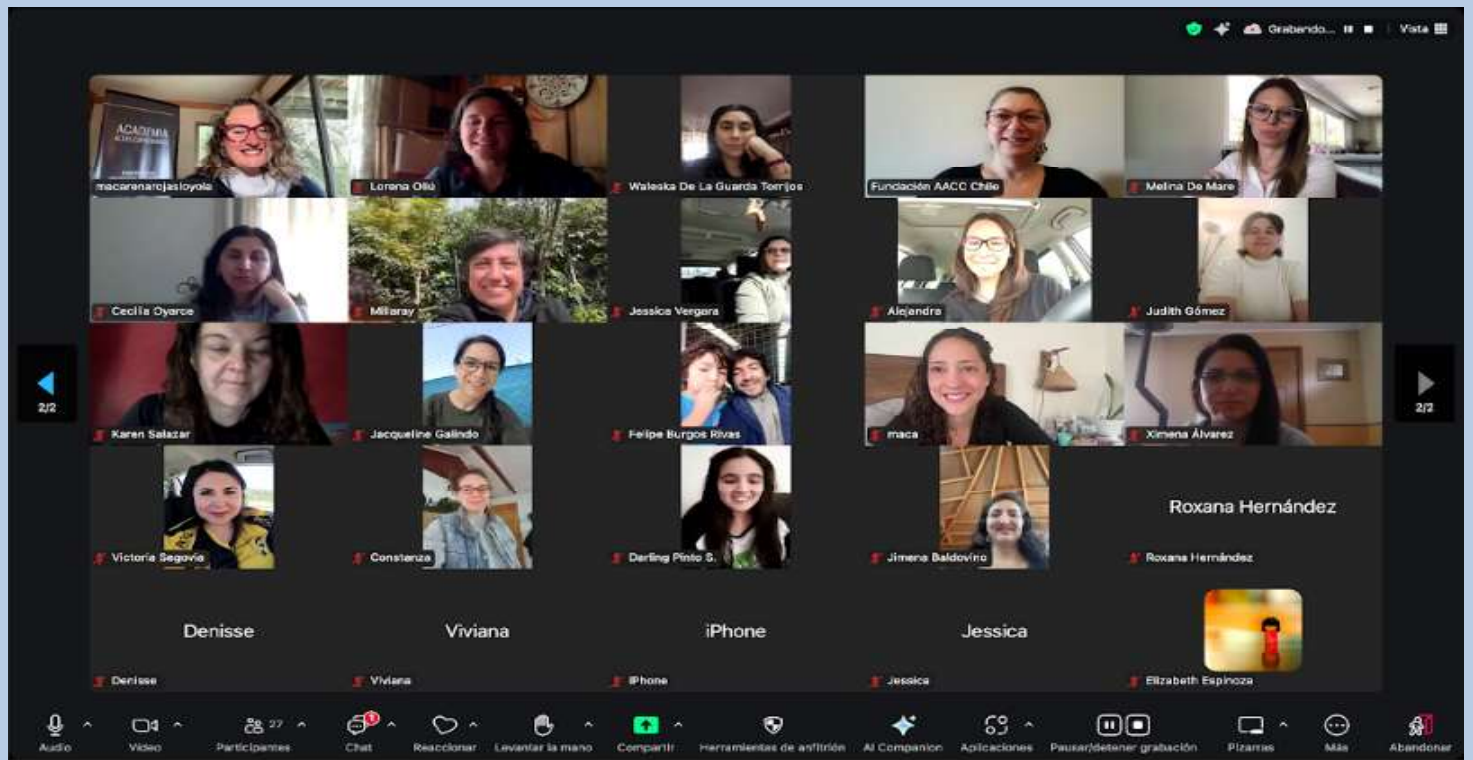 Grabando...
Vista
ACADEMIA
macarenarojasloyola
Lorena Ollú
Waleska De La Guarda Torrijos
Fundación AACC Chile
Melina De Mare
Cecilia Oyarce
Millaray
Jessica Vergara
Alejandra
Judith Gómez
2/2
2/2
Karen Salazar
Jacqueline Galindo
Felipe Burgos Rivas
maca
Ximena Álvarez
Roxana Hernández
Victoria Segovia
Constanza
Darling Pinto S.
Jimena Baldovino
Roxana Hernández
Denisse
Viviana
iPhone
Jessica
Denisse
Viviana
iPhone
Jessica
Elizabeth Espinoza
27
1
Audio
Video
Participantes
Chat
Reaccionar
Levantar la mano
Compartir
Herramientas de anfitrión
AI Companion
Aplicaciones
Pausar/detener grabación
Pizarras
Más
Abandonar